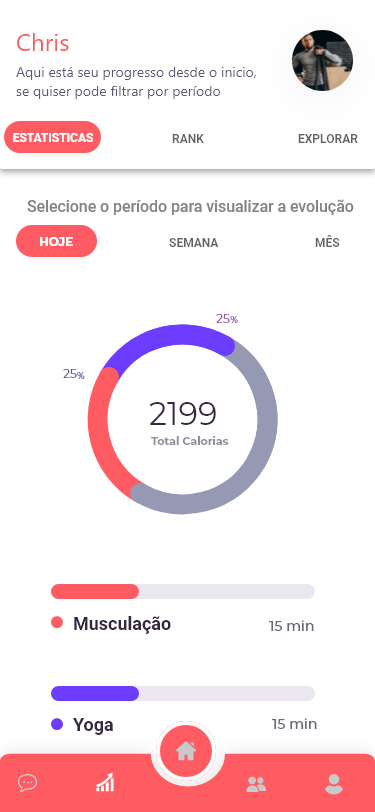 Chris
Aqui está seu progresso desde o inicio,
se quiser pode filtrar por período
ESTATISTICAS
RANK
EXPLORAR
Selecione o período para visualizar a evolução
HOJE
SEMANA
MÊS
25%
25%
2199
Total Calorias
Musculação
15 min
Yoga
15 min